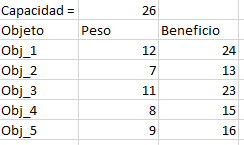 Capacidad = 26
Objeto Peso Beneficio
Obj_1 12 24
Obj_2 7 13
Obj_3 11 23
Obj_4 8 15
Obj_5 9 16